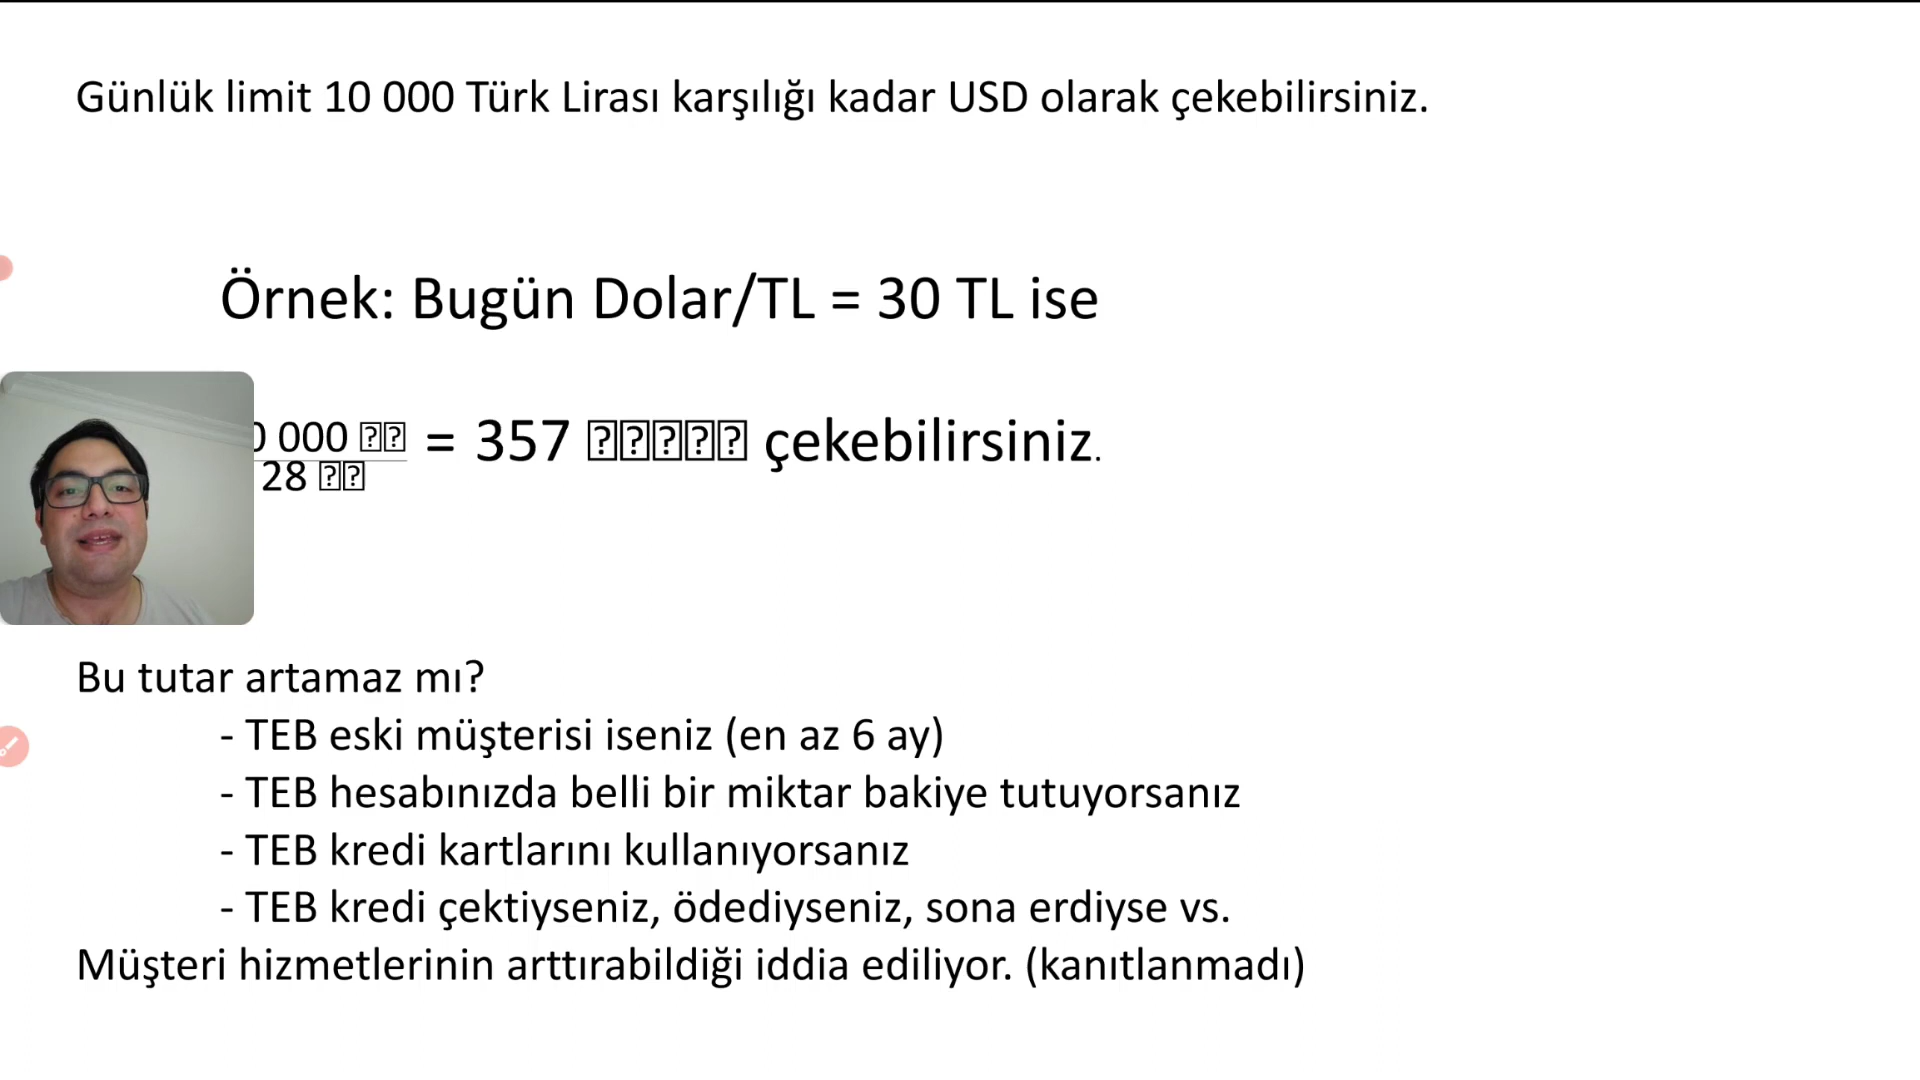 Günlük limit 10 000 Türk Lirası karşılığı kadar USD olarak çekebilirsiniz.
Örnek: Bugün Dolar/TL = 30 TL ise
0 000 = 357 çekebilirsiniz.
28
Bu tutar artamaz mı?
- TEB eski müşterisi iseniz (en az 6 ay)
- TEB hesabınızda belli bir miktar bakiye tutuyorsanız
- TEB kredi kartlarını kullanıyorsanız
- TEB kredi çektiyseniz, ödediyseniz, sona erdiyse vs.
Müşteri hizmetlerinin arttırabildiği iddia ediliyor. (kanıtlanmadı)